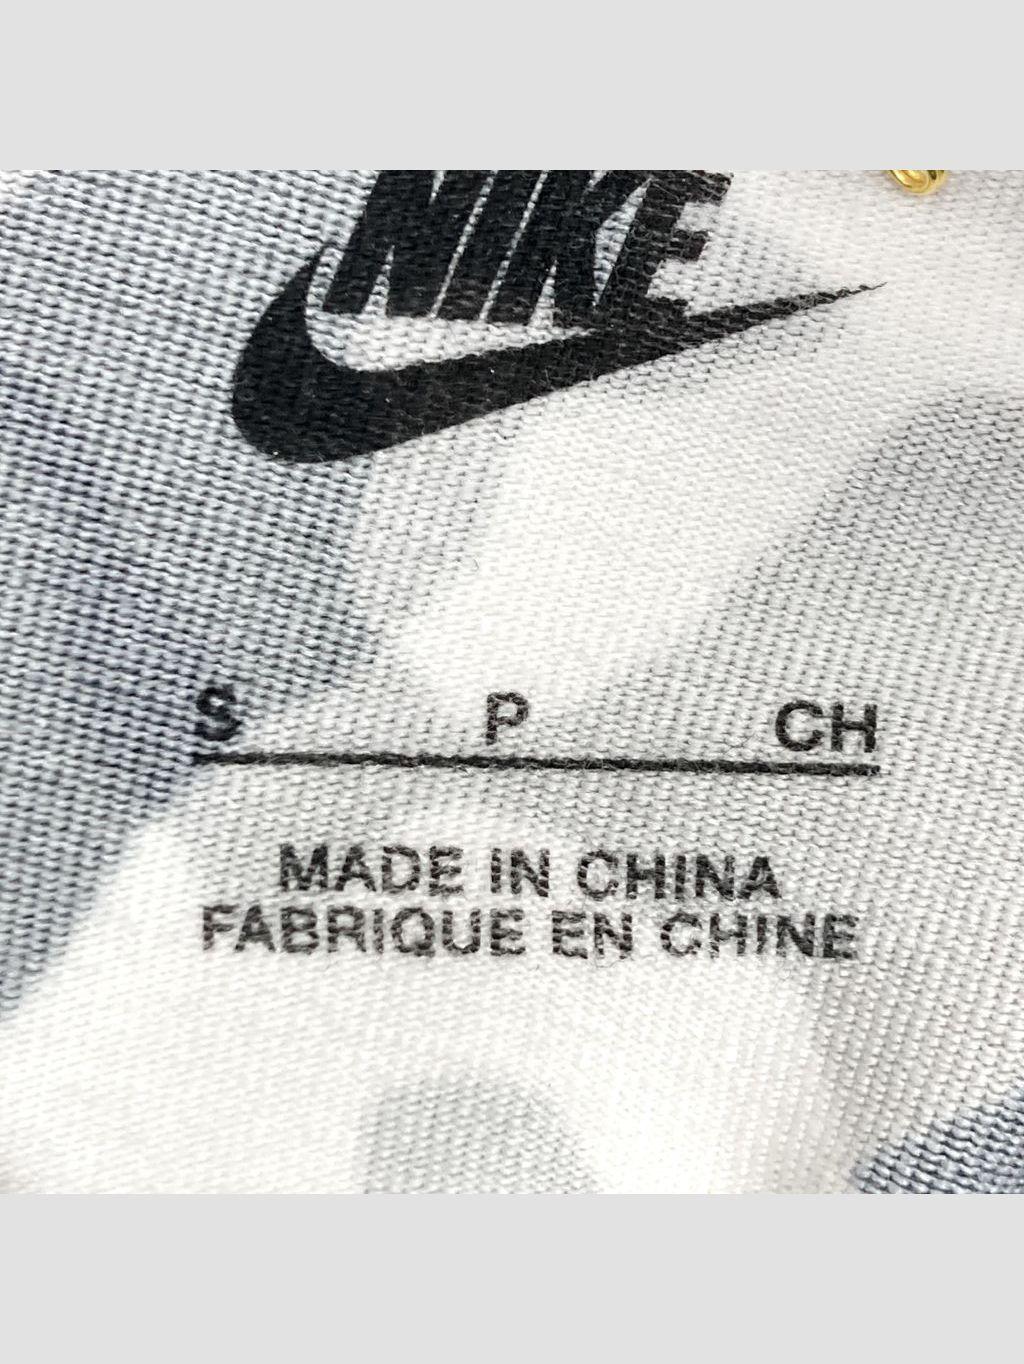 NIKE
S P CH
MADE IN CHINA
FABRIQUE EN CHINE